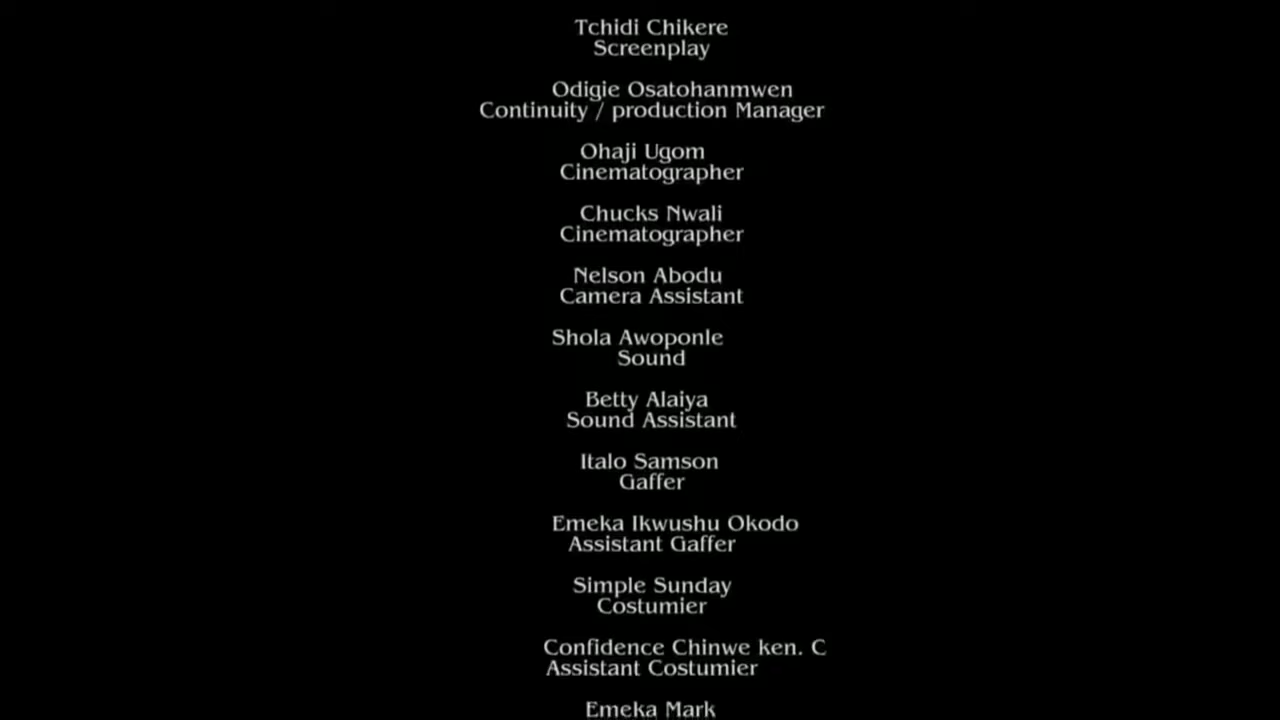 Tchidi Chikere
Screenplay
Odigie Osatohanmwen
Continuity / production Manager
Ohaji Ugom
Cinematographer
Chucks Nwali
Cinematographer
Nelson Abodu
Camera Assistant
Shola Awoponle
Sound
Betty Alaiya
Sound Assistant
Italo Samson
Gaffer
Emeka Ikwushu Okodo
Assistant Gaffer
Simple Sunday
Costumier
Confidence Chinwe ken. C
Assistant Costumier
Emeka Mark